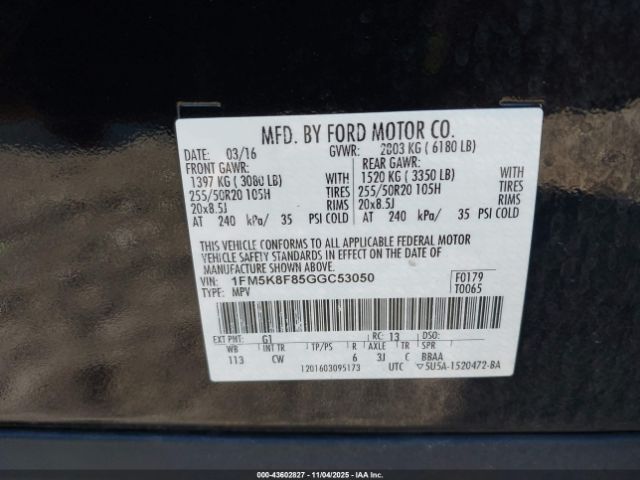 MFD. BY FORD MOTOR CO.
DATE: 03/16 GVWR: 2803 KG ( 6180 LB)
FRONT GAWR: REAR GAWR:
1397 KG ( 3080 LB) WITH 1520 KG ( 3350 LB) WITH
255/50R20 105H TIRES 255/50R20 105H TIRES
20x8.5J RIMS 20x8.5J RIMS
AT 240 kPa/ 35 PSI COLD AT 240 kPa/ 35 PSI COLD
THIS VEHICLE CONFORMS TO ALL APPLICABLE FEDERAL MOTOR
VEHICLE SAFETY AND BUMPER STANDARDS IN EFFECT ON THE DATE OF
MANUFACTURE SHOWN ABOVE.
VIN: 1FM5K8F85GGC53050 F0179
TYPE: MPV T0065
EXT PNT: G1 RC: 13 DSO:
WB INT TR TP/PS R AXLE TR SPR
113 CW 6 3J C BBAA
1201603095173 UTC ▽5U5A-1520472-BA
000-43602827 - 11/04/2025 - IAA Inc.